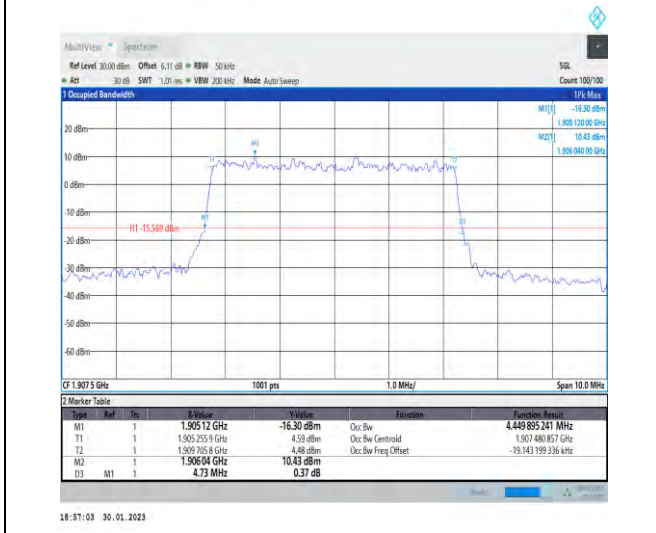 MultiView Spectrum
Ref Level 30.00 dBm Offset 6.11 dB RBW 50 kHz SGL
Att 30 dB SWT 1.01 ms VBW 200 kHz Mode Auto Sweep Count 100/100
1 Occupied Bandwidth 1Pk Max
M1[1] -16.30 dBm
1.905 120 00 GHz
M2[1] 10.43 dBm
1.906 040 00 GHz
20 dBm
M2
10 dBm
T1 T2
0 dBm
-10 dBm
M1 D3
H1 -15.569 dBm
-20 dBm
-30 dBm
-40 dBm
-50 dBm
-60 dBm
CF 1.907 5 GHz 1001 pts 1.0 MHz/ Span 10.0 MHz
2 Marker Table
Type Ref Trc X-Value Y-Value Function Function Result
M1 1 1.905 12 GHz -16.30 dBm Occ Bw 4.449 895 241 MHz
T1 1 1.905 255 9 GHz 4.59 dBm Occ Bw Centroid 1.907 480 857 GHz
T2 1 1.909 705 8 GHz 4.48 dBm Occ Bw Freq Offset -19.143 199 336 kHz
M2 1 1.906 04 GHz 10.43 dBm
D3 M1 1 4.73 MHz 0.37 dB
18:57:03 30.01.2023